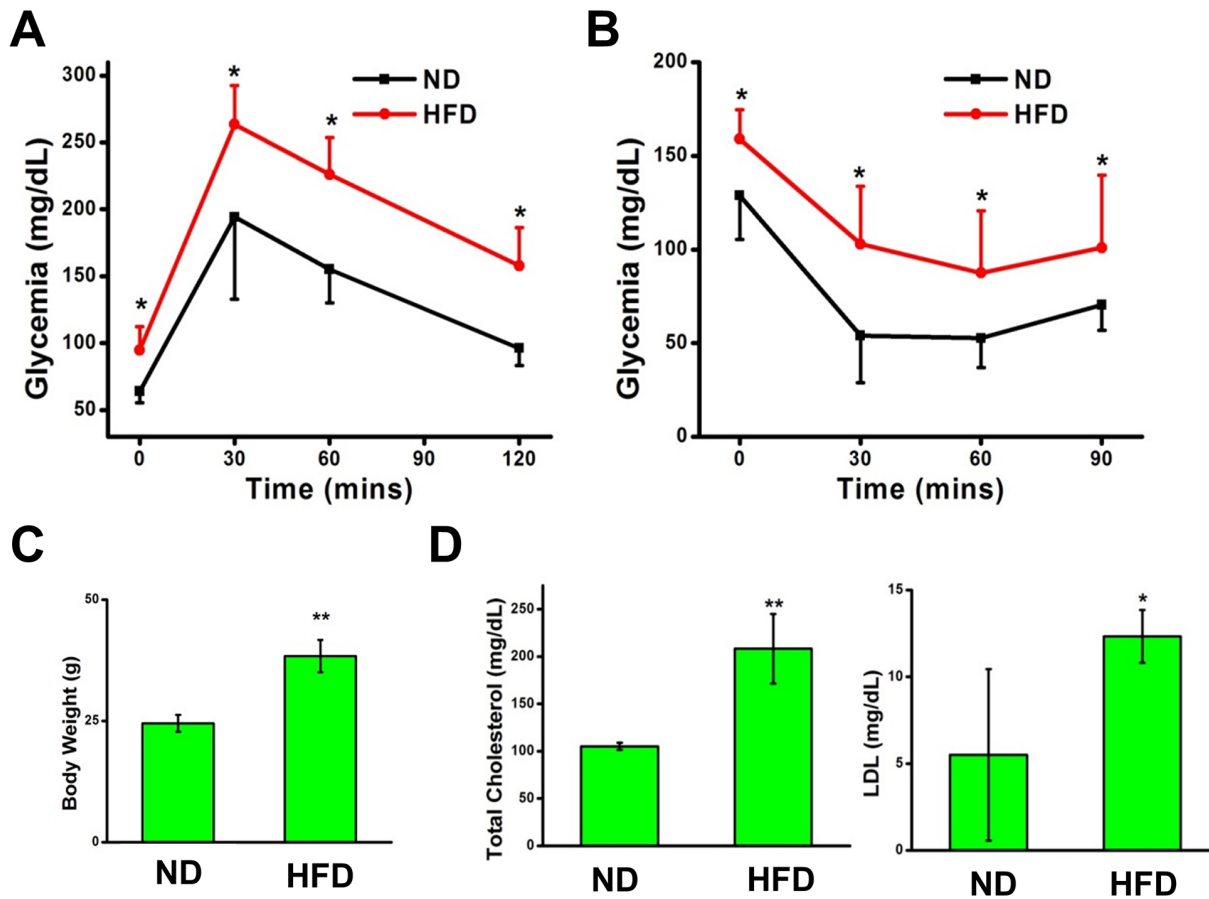 A
Glycemia (mg/dL)
300
250
200
150
100
50
0
30
60
90
120
Time (mins)
ND
HFD
*
*
*
*
B
Glycemia (mg/dL)
200
150
100
50
0
0
30
60
90
Time (mins)
ND
HFD
*
*
*
*
C
Body Weight (g)
50
25
0
**
ND
HFD
D
Total Cholesterol (mg/dL)
250
200
150
100
50
0
**
ND
HFD
LDL (mg/dL)
15
10
5
0
*
ND
HFD